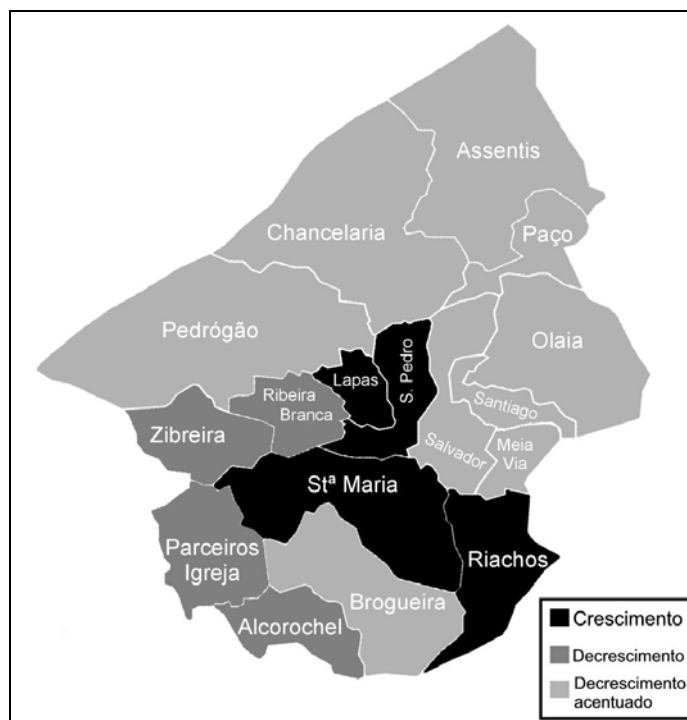 Assentis
Chancelaria
Paço
Pedrógão
Olaia
S. Pedro
Lapas
Ribeira
Branca
Santiago
Zibreira
Salvador
Meia
Via
Stª Maria
Parceiros
Igreja
Riachos
Brogueira
Alcorochel
Crescimento
Decrescimento
Decrescimento
acentuado